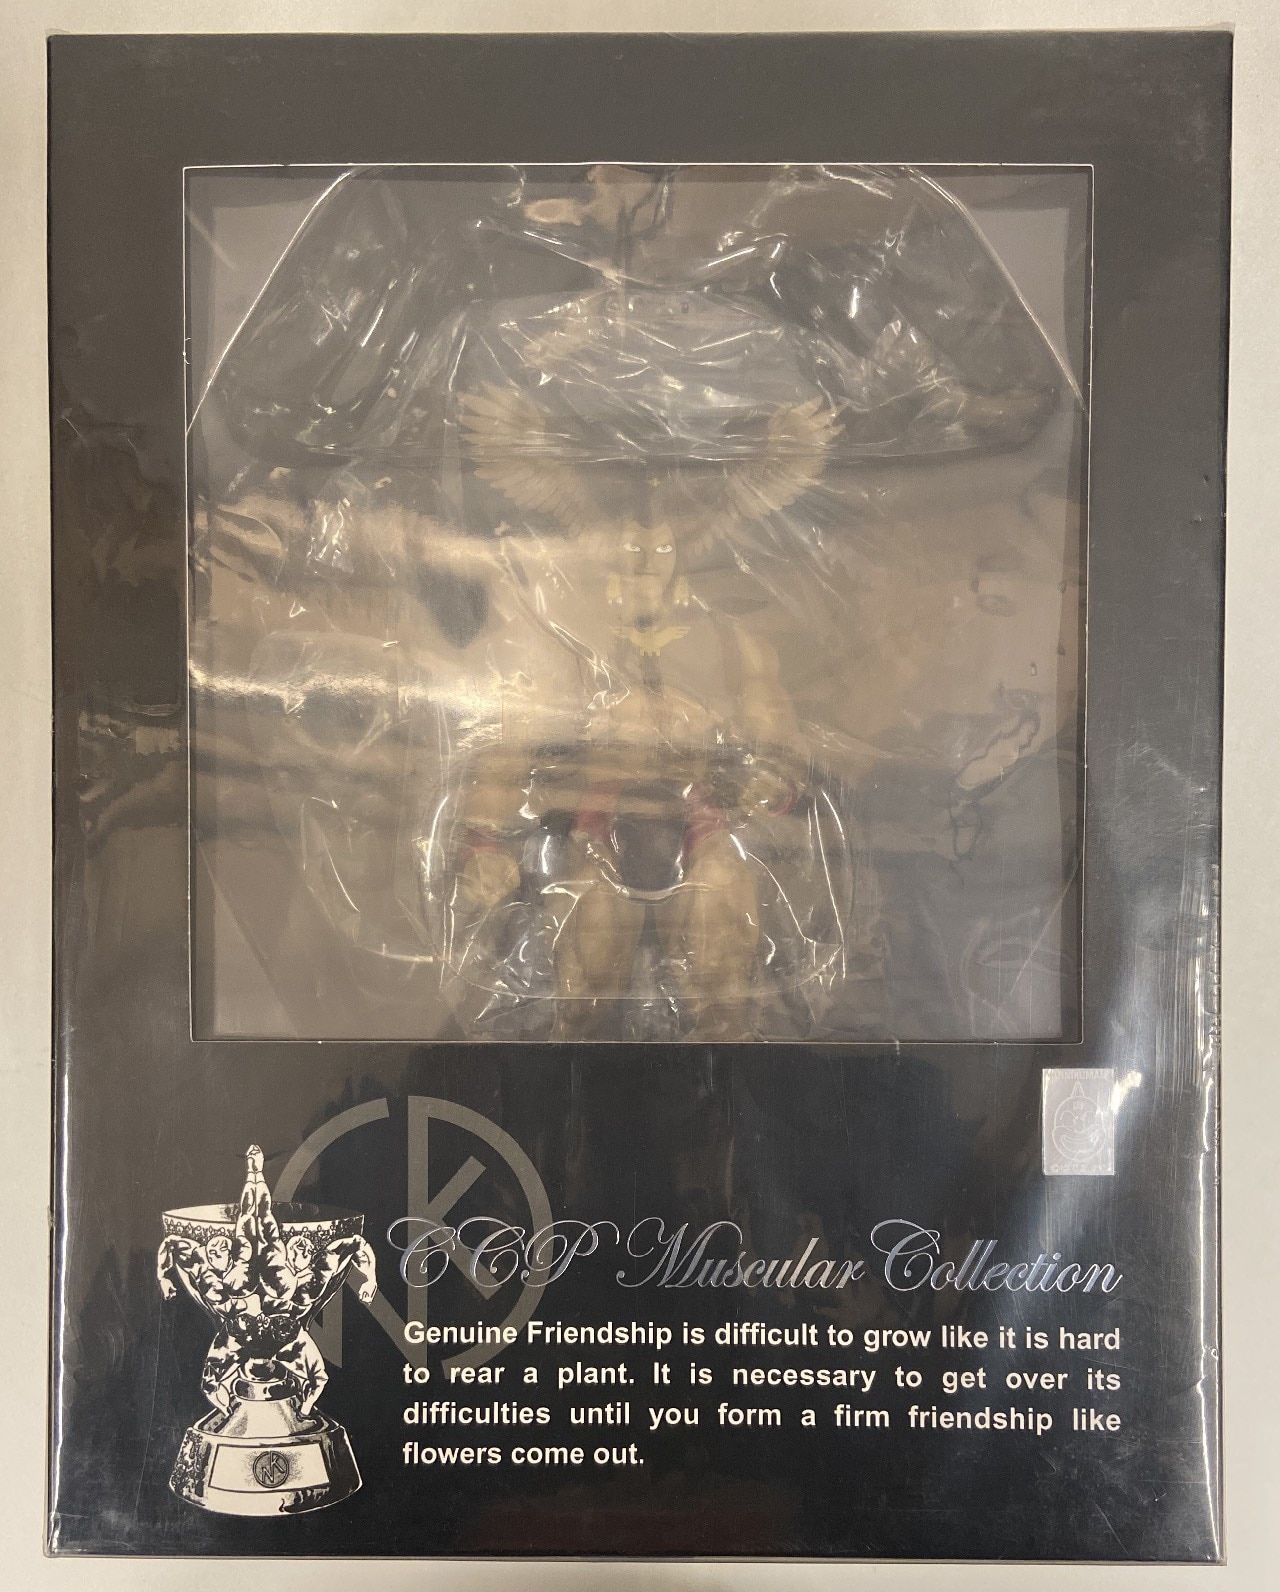 CCP Muscular Collection
Genuine Friendship is difficult to grow like it is hard
to rear a plant. It is necessary to get over its
difficulties until you form a firm friendship like
flowers come out.